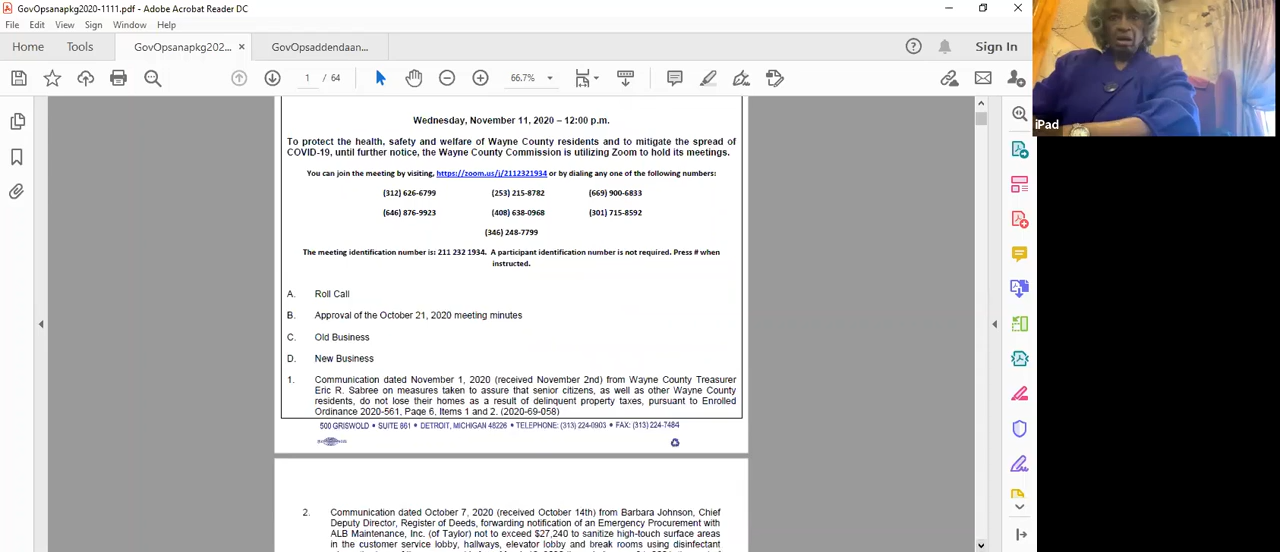 GovOpsanapkg2020-1111.pdf - Adobe Acrobat Reader DC
File Edit View Sign Window Help
Home Tools GovOpsanapkg202... × GovOpsaddendaan... Sign In
1 / 64 66.7%
Wednesday, November 11, 2020 – 12:00 p.m.
To protect the health, safety and welfare of Wayne County residents and to mitigate the spread of
COVID-19, until further notice, the Wayne County Commission is utilizing Zoom to hold its meetings.
You can join the meeting by visiting, https://zoom.us/j/2112321934 or by dialing any one of the following numbers:
(312) 626-6799 (253) 215-8782 (669) 900-6833
(646) 876-9923 (408) 638-0968 (301) 715-8592
(346) 248-7799
The meeting identification number is: 211 232 1934. A participant identification number is not required. Press # when
instructed.
A. Roll Call
B. Approval of the October 21, 2020 meeting minutes
C. Old Business
D. New Business
1. Communication dated November 1, 2020 (received November 2nd) from Wayne County Treasurer
Eric R. Sabree on measures taken to assure that senior citizens, as well as other Wayne County
residents, do not lose their homes as a result of delinquent property taxes, pursuant to Enrolled
Ordinance 2020-561, Page 6, Items 1 and 2. (2020-69-058)
500 GRISWOLD • SUITE 861 • DETROIT, MICHIGAN 48226 • TELEPHONE: (313) 224-0903 • FAX: (313) 224-7484
2. Communication dated October 7, 2020 (received October 14th) from Barbara Johnson, Chief
Deputy Director, Register of Deeds, forwarding notification of an Emergency Procurement with
ALB Maintenance, Inc. (of Taylor) not to exceed $27,240 to sanitize high-touch surface areas
in the customer service lobby, hallways, elevator lobby and break rooms using disinfectant
iPad